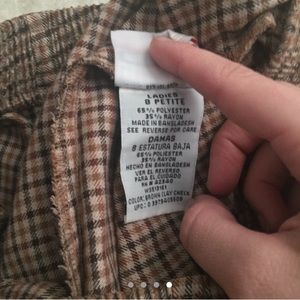 LADIES
8 PETITE
65% POLYESTER
35% RAYON
MADE IN BANGLADESH
SEE REVERSE FOR CARE
DAMAS
8 ESTATURA BAJA
65% POLIESTER
35% RAYON
HECHO EN BANGLADESH
VER EL REVERSO
PARA EL CUIDADO
COLOR: BROWN CLAY CHECK